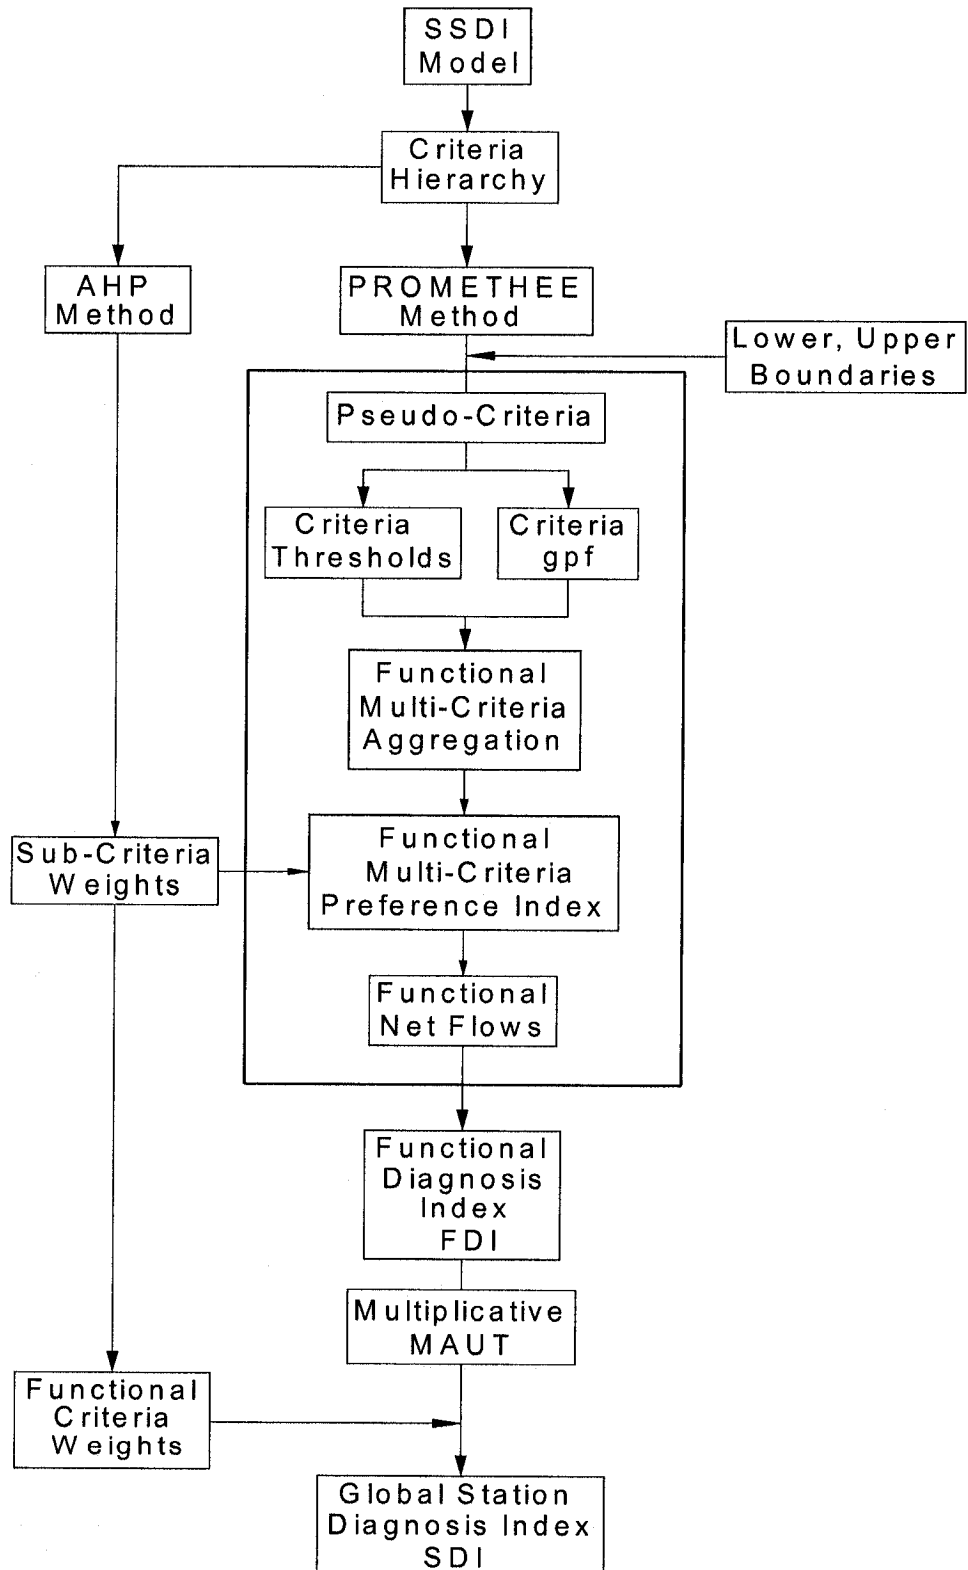 SSDI
Model
Criteria
Hierarchy
AHP
Method
PROMETHEE
Method
Lower, Upper
Boundaries
Pseudo-Criteria
Criteria
Thresholds
Criteria
gpf
Functional
Multi-Criteria
Aggregation
Sub-Criteria
Weights
Functional
Multi-Criteria
Preference Index
Functional
Net Flows
Functional
Diagnosis
Index
FDI
Multiplicative
MAUT
Functional
Criteria
Weights
Global Station
Diagnosis Index
SDI